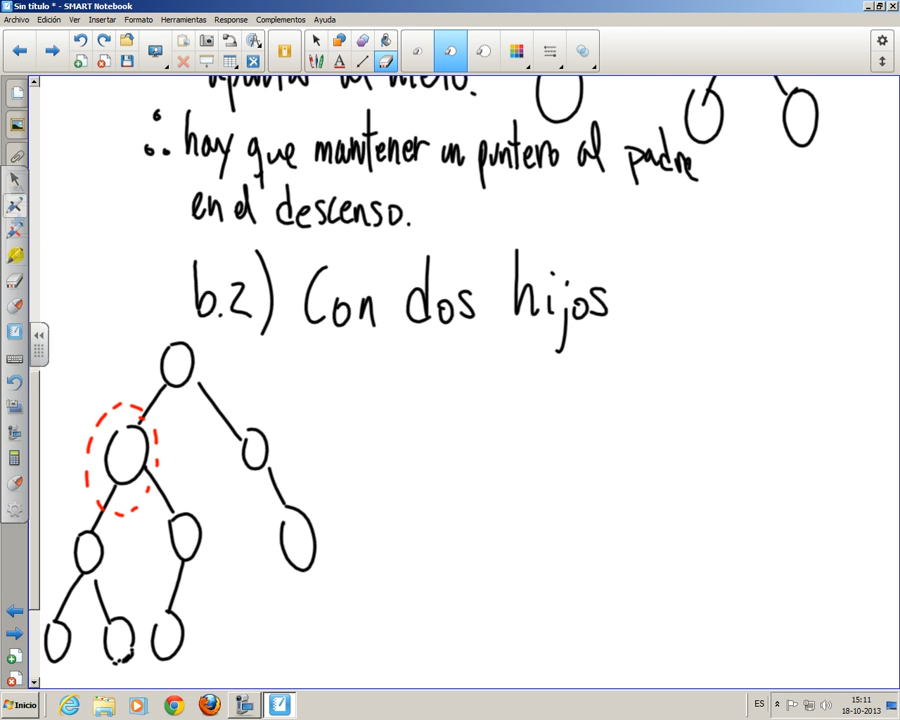 Sin título * - SMART Notebook
Archivo Edición Ver Insertar Formato Herramientas Response Complementos Ayuda
∴ hay que mantener un puntero al padre
en el descenso.
b.2) Con dos hijos
Inicio
ES
15:11
18-10-2013